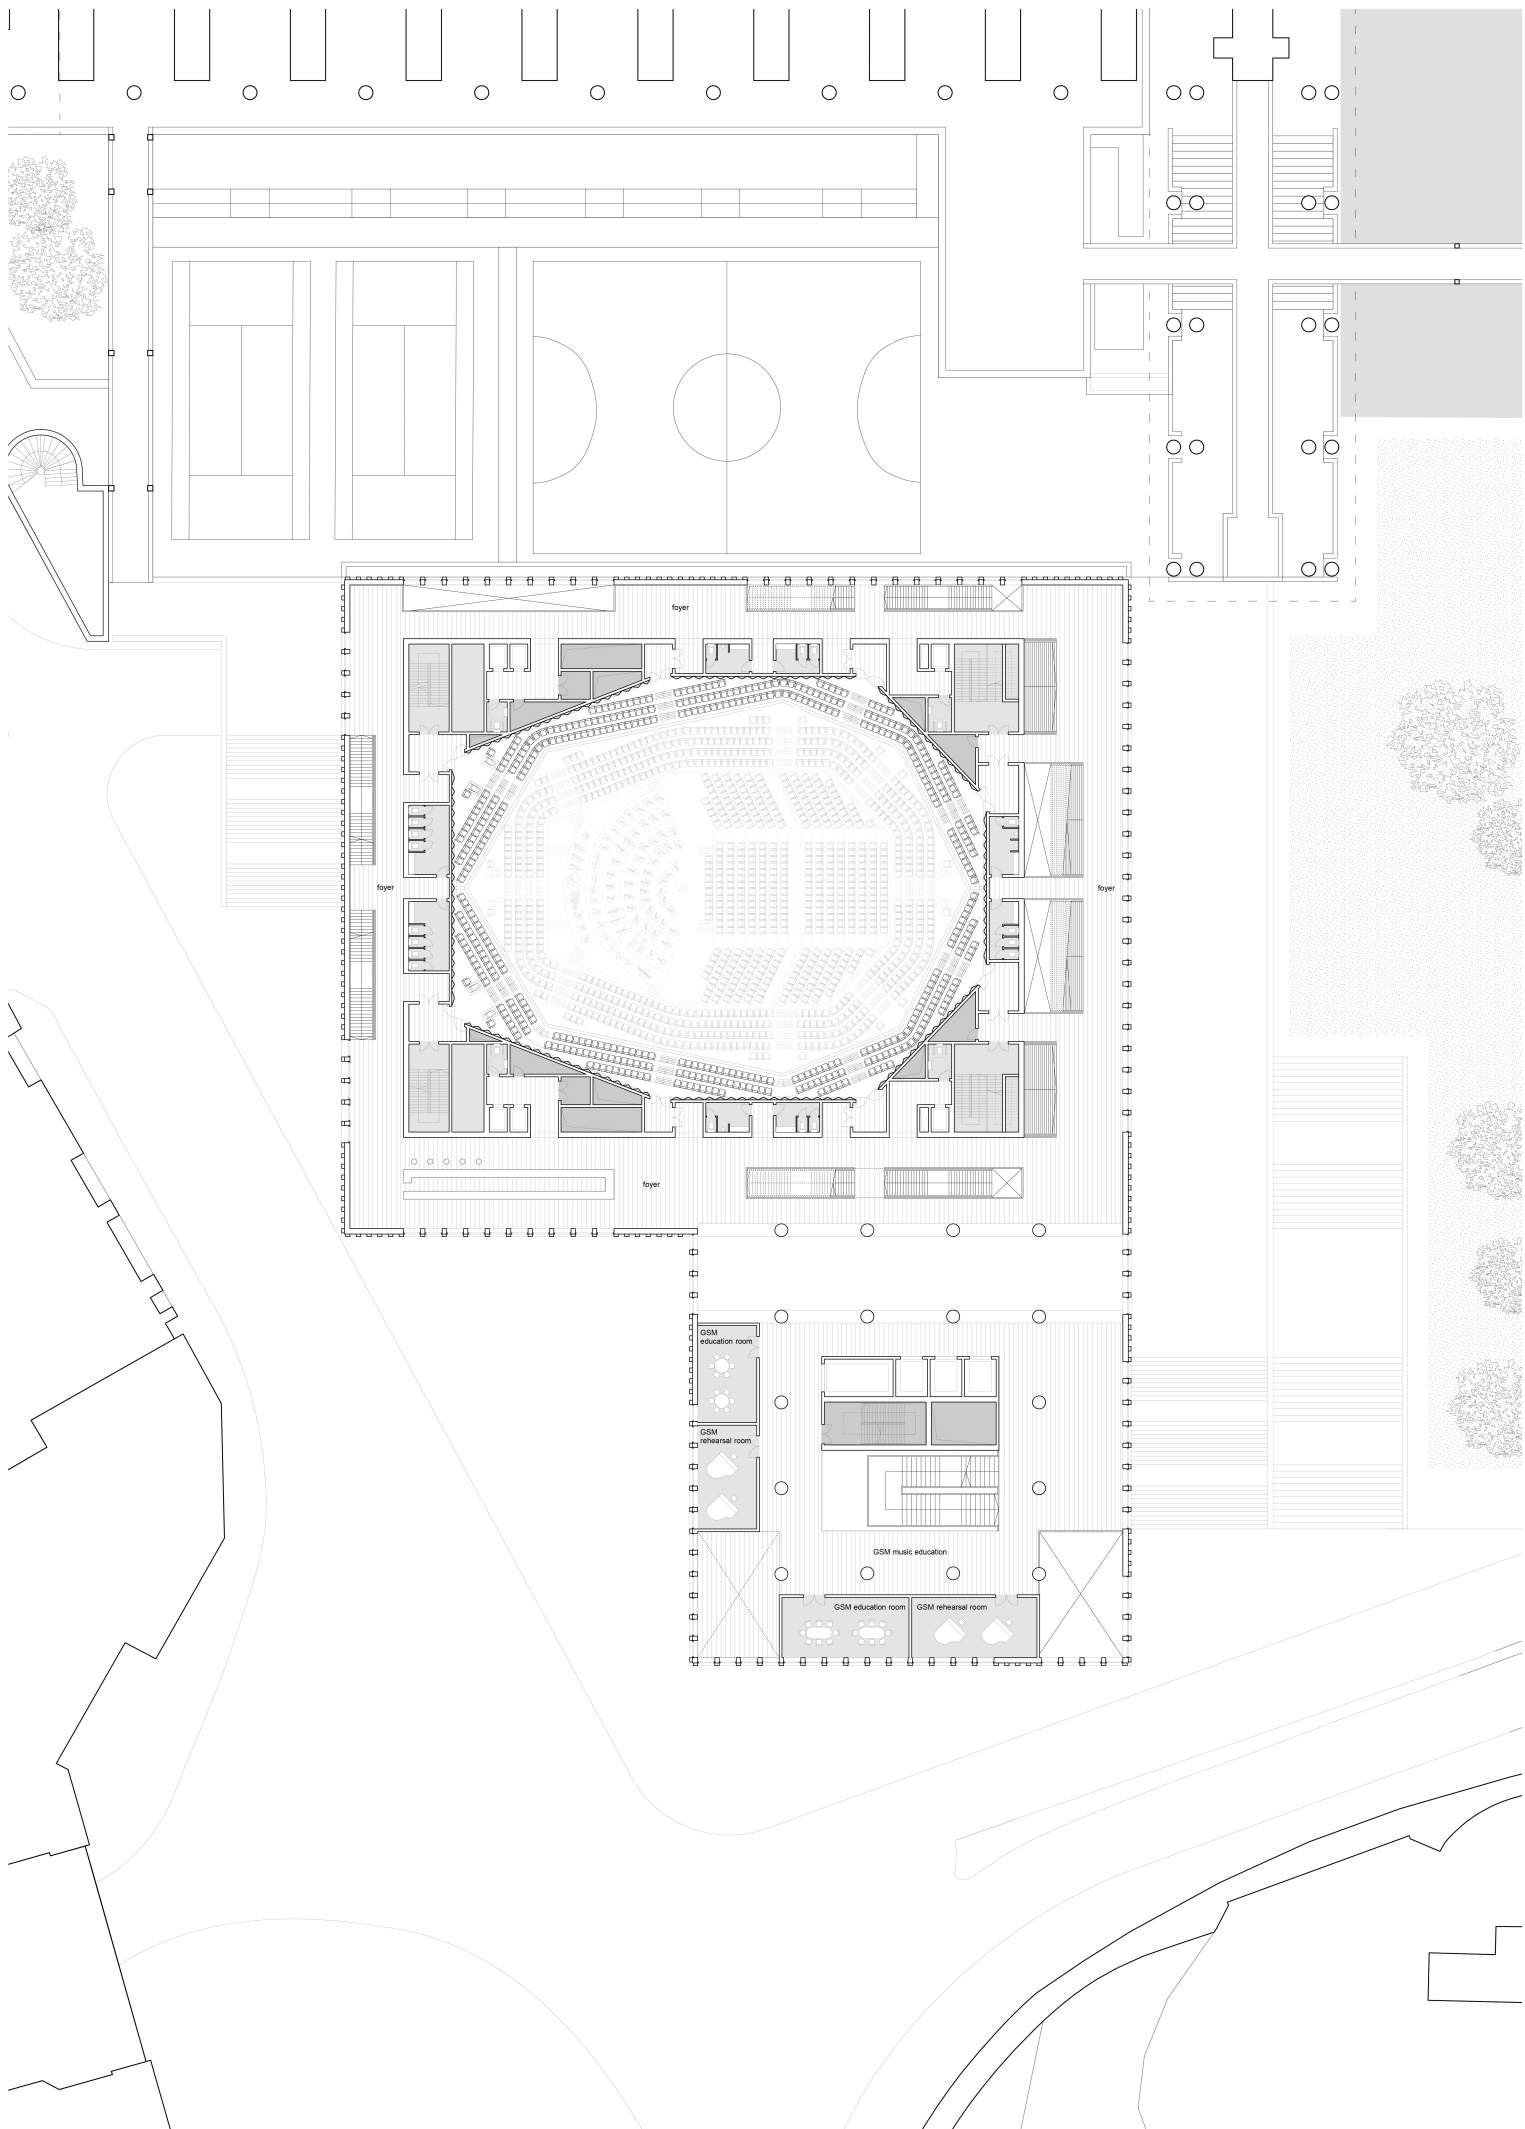 foyer
foyer
foyer
foyer
GSM
education room
GSM
rehearsal room
GSM music education
GSM education room
GSM rehearsal room